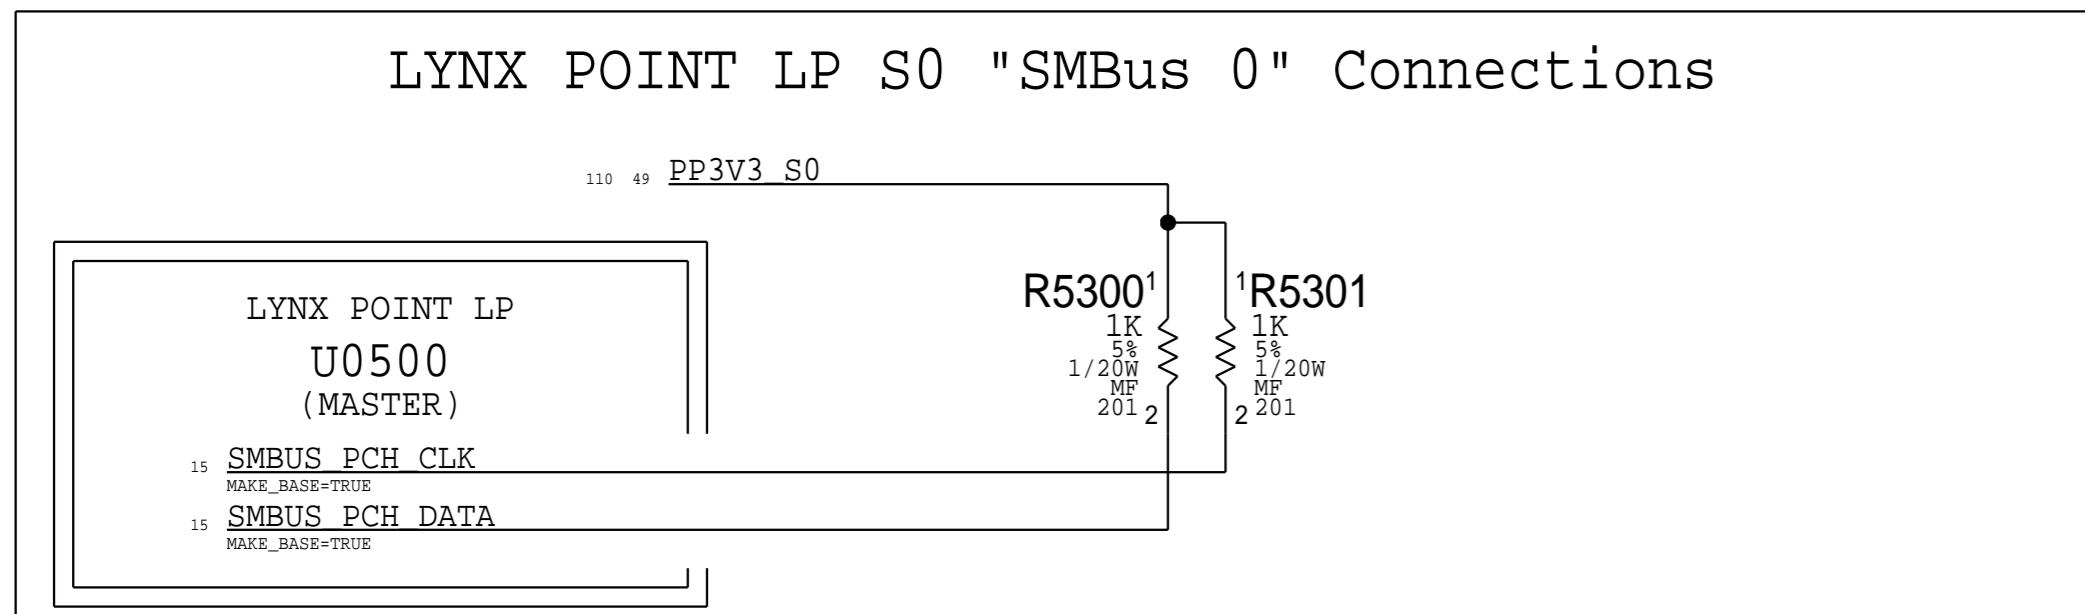 LYNX POINT LP S0 "SMBus 0" Connections
110 49 PP3V3_S0
LYNX POINT LP
U0500
(MASTER)
R5300 1
1K
5%
1/20W
MF
201 2
1 R5301
1K
5%
1/20W
MF
2 201
15 SMBUS_PCH_CLK
MAKE_BASE=TRUE
15 SMBUS_PCH_DATA
MAKE_BASE=TRUE